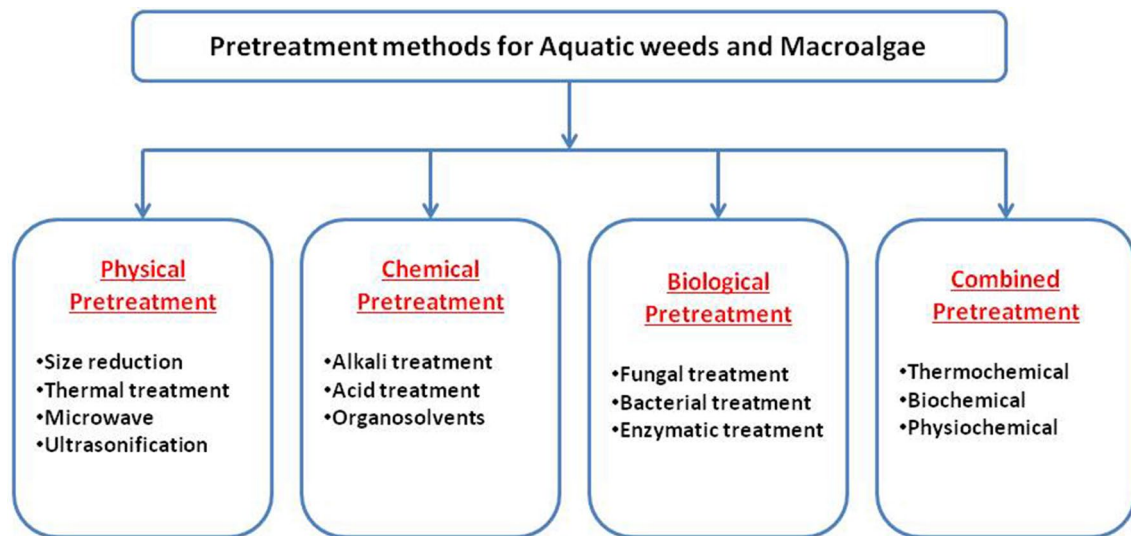 Pretreatment methods for Aquatic weeds and Macroalgae
Physical
Pretreatment
•Size reduction
•Thermal treatment
•Microwave
•Ultrasonification
Chemical
Pretreatment
•Alkali treatment
•Acid treatment
•Organosolvents
Biological
Pretreatment
•Fungal treatment
•Bacterial treatment
•Enzymatic treatment
Combined
Pretreatment
•Thermochemical
•Biochemical
•Physiochemical